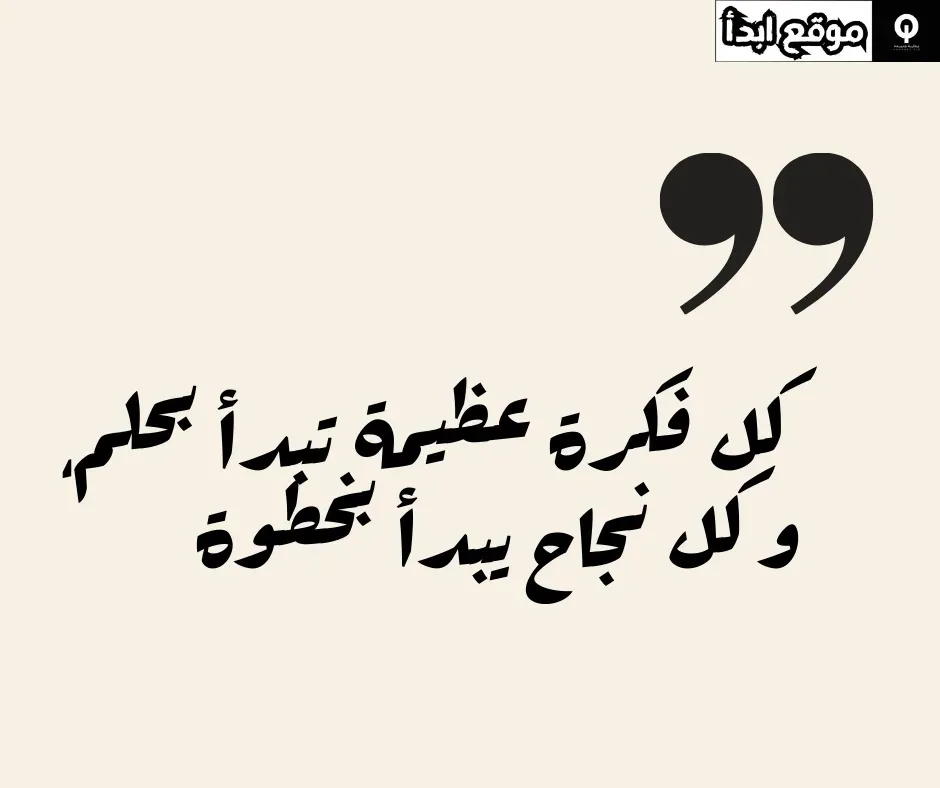 موقع ابدأ
كل فكرة عظيمة تبدأ بحلم،
وكل نجاح يبدأ بخطوة